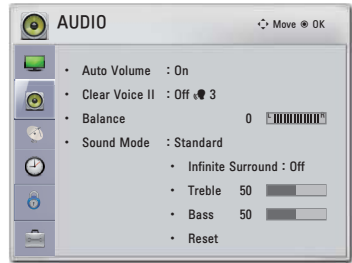 AUDIO
Move OK
• Auto Volume : On
• Clear Voice II : Off 3
• Balance 0 L R
• Sound Mode : Standard
• Infinite Surround : Off
• Treble 50
• Bass 50
• Reset